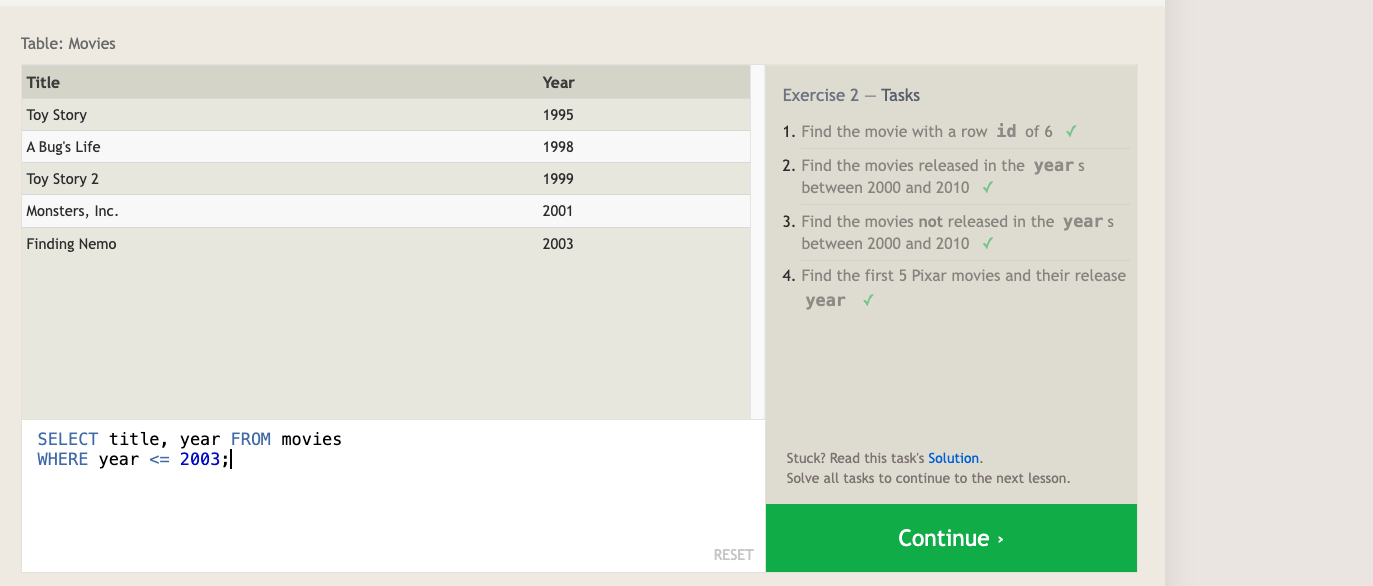 Table: Movies
Title Year
Toy Story 1995
A Bug's Life 1998
Toy Story 2 1999
Monsters, Inc. 2001
Finding Nemo 2003
SELECT title, year FROM movies
WHERE year <= 2003;
RESET
Exercise 2 — Tasks
1. Find the movie with a row id of 6 ✓
2. Find the movies released in the year s
between 2000 and 2010 ✓
3. Find the movies not released in the year s
between 2000 and 2010 ✓
4. Find the first 5 Pixar movies and their release
year ✓
Stuck? Read this task's Solution.
Solve all tasks to continue to the next lesson.
Continue ›